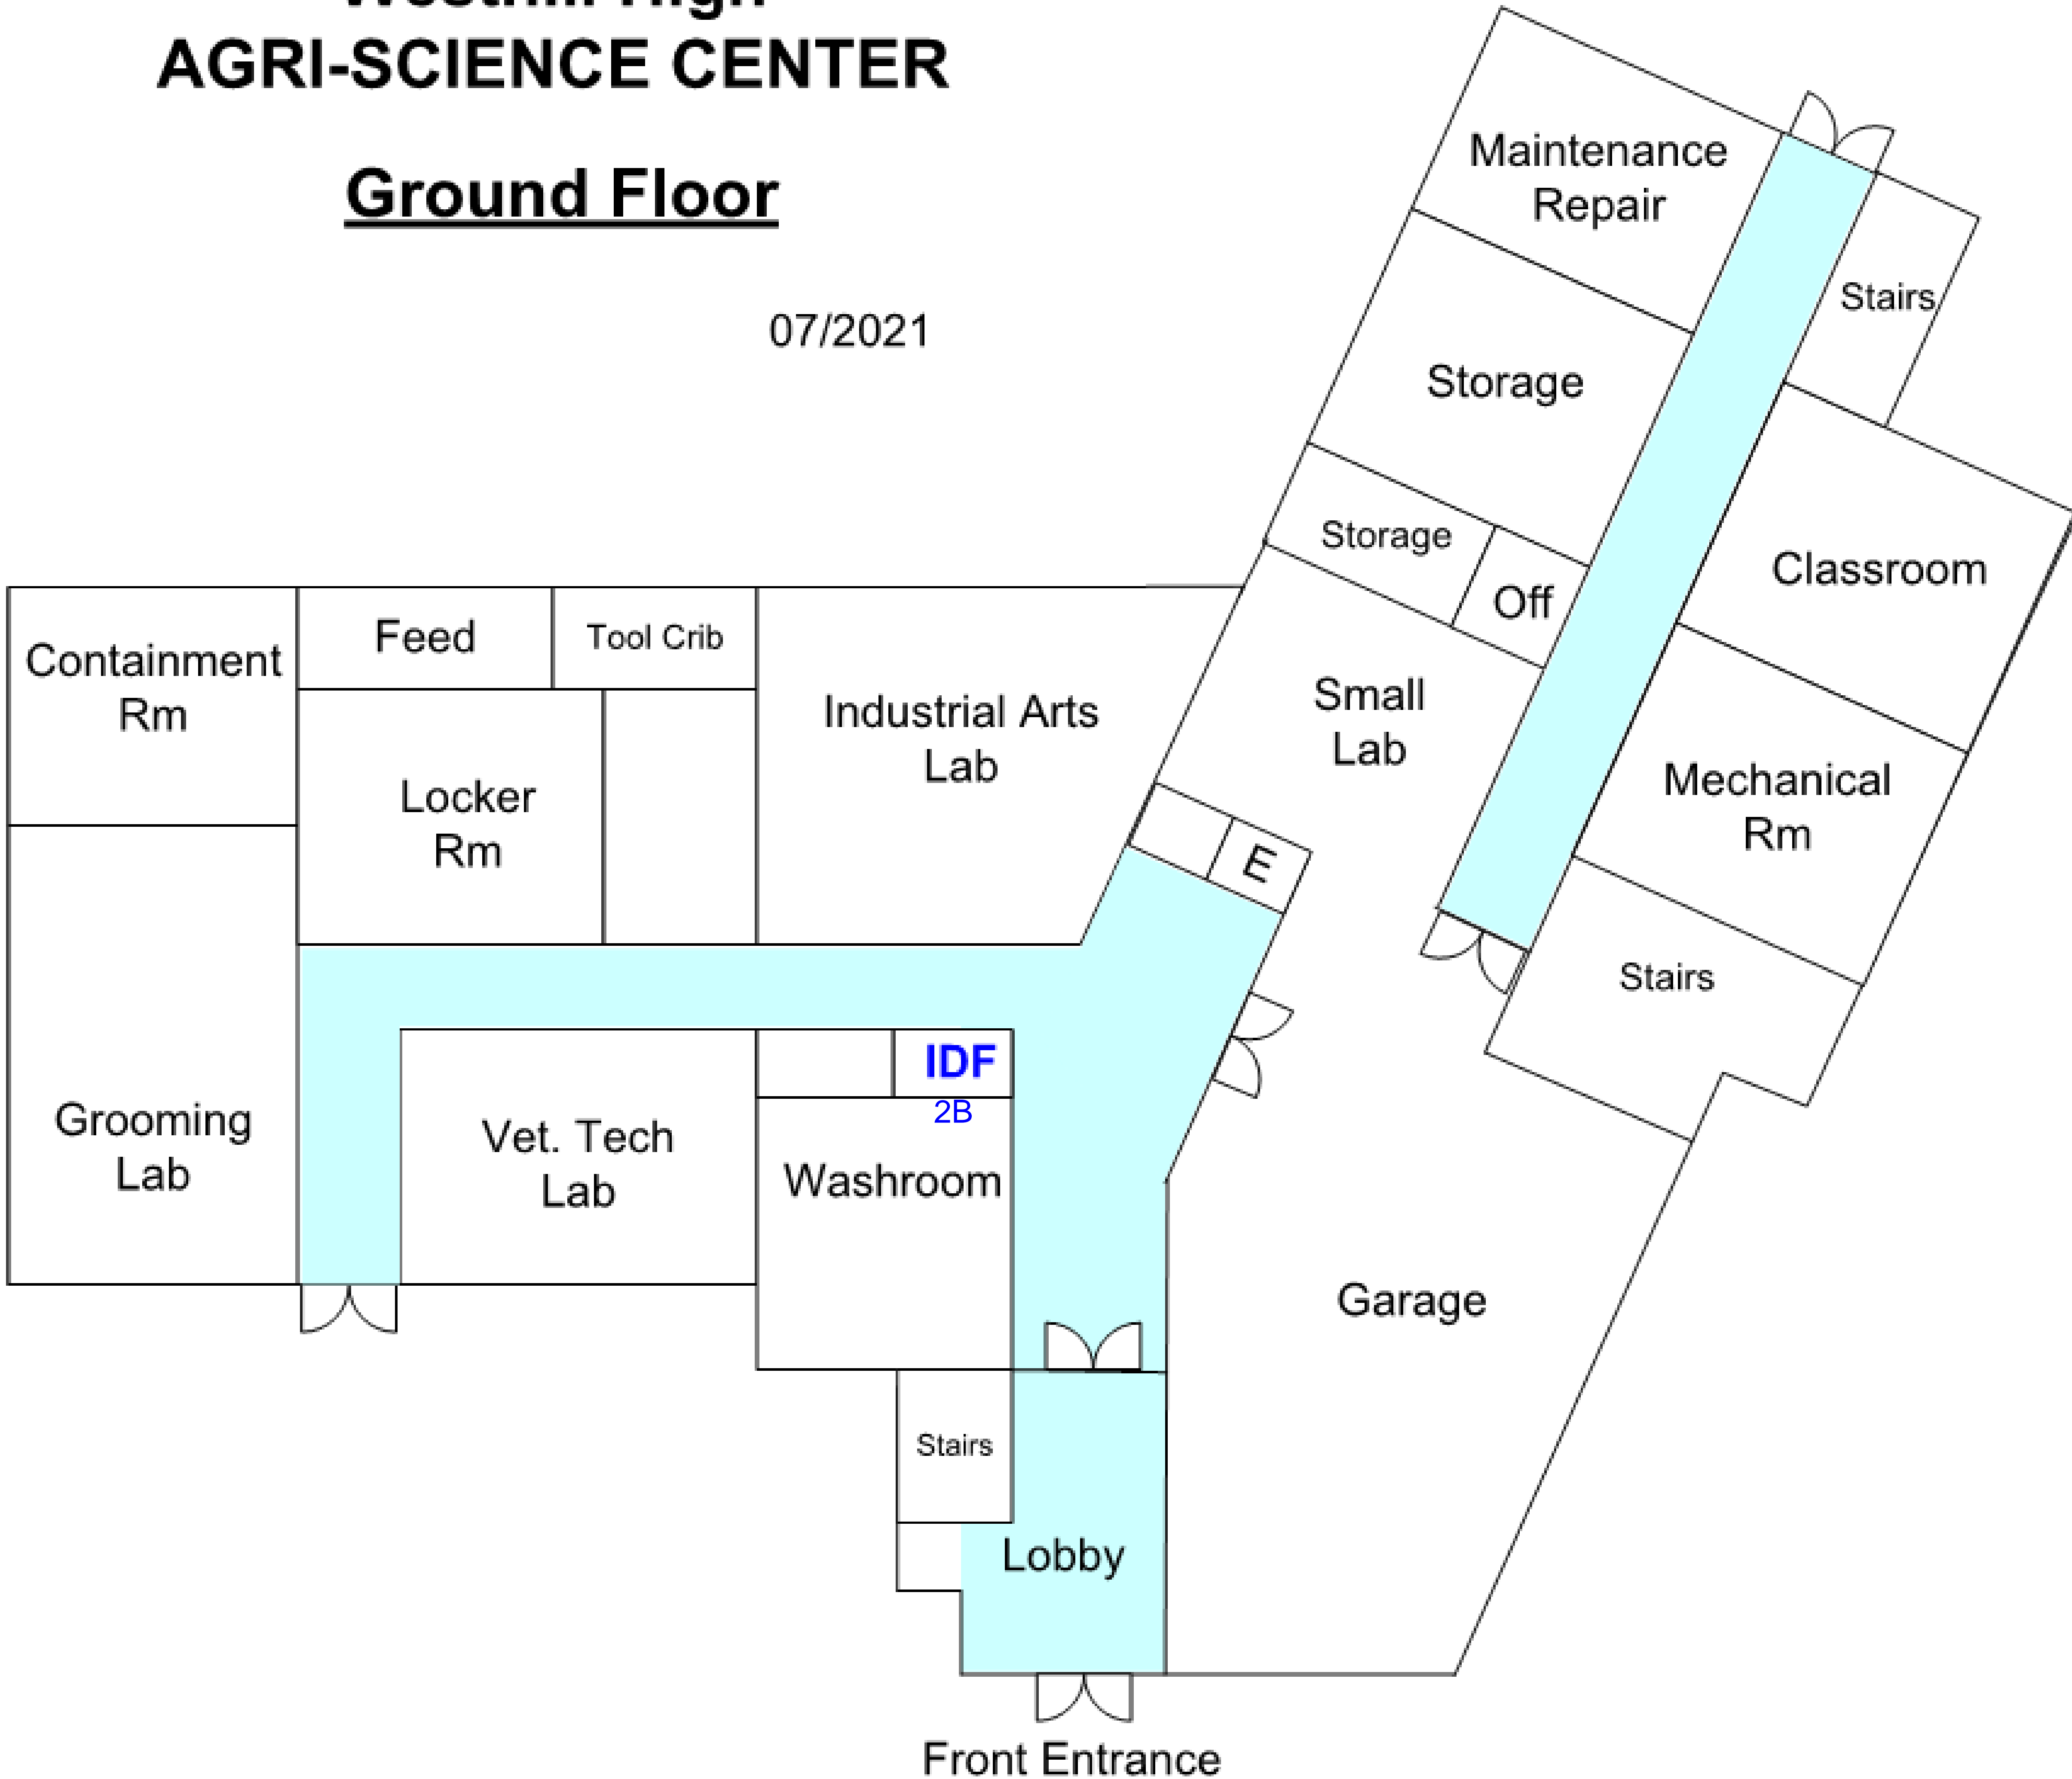 Westhill High
AGRI-SCIENCE CENTER
Ground Floor
07/2021
Maintenance
Repair
Stairs
Storage
Storage
Off
Classroom
Containment
Rm
Feed
Tool Crib
Industrial Arts
Lab
Small
Lab
Locker
Rm
Mechanical
Rm
E
Stairs
IDF
2B
Grooming
Lab
Vet. Tech
Lab
Washroom
Garage
Stairs
Lobby
Front Entrance